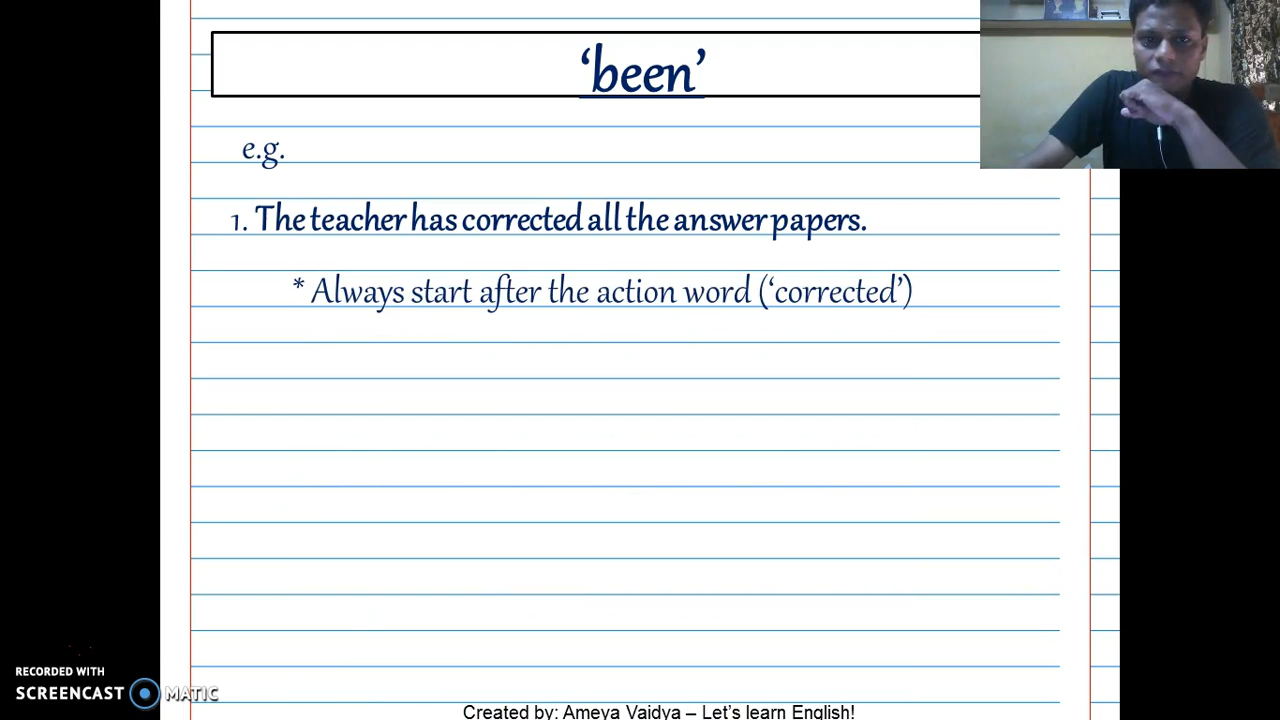 ‘been’
e.g.
1. The teacher has corrected all the answer papers.
* Always start after the action word (‘corrected’)
RECORDED WITH
SCREENCAST MATIC
Created by: Ameya Vaidya – Let’s learn English!